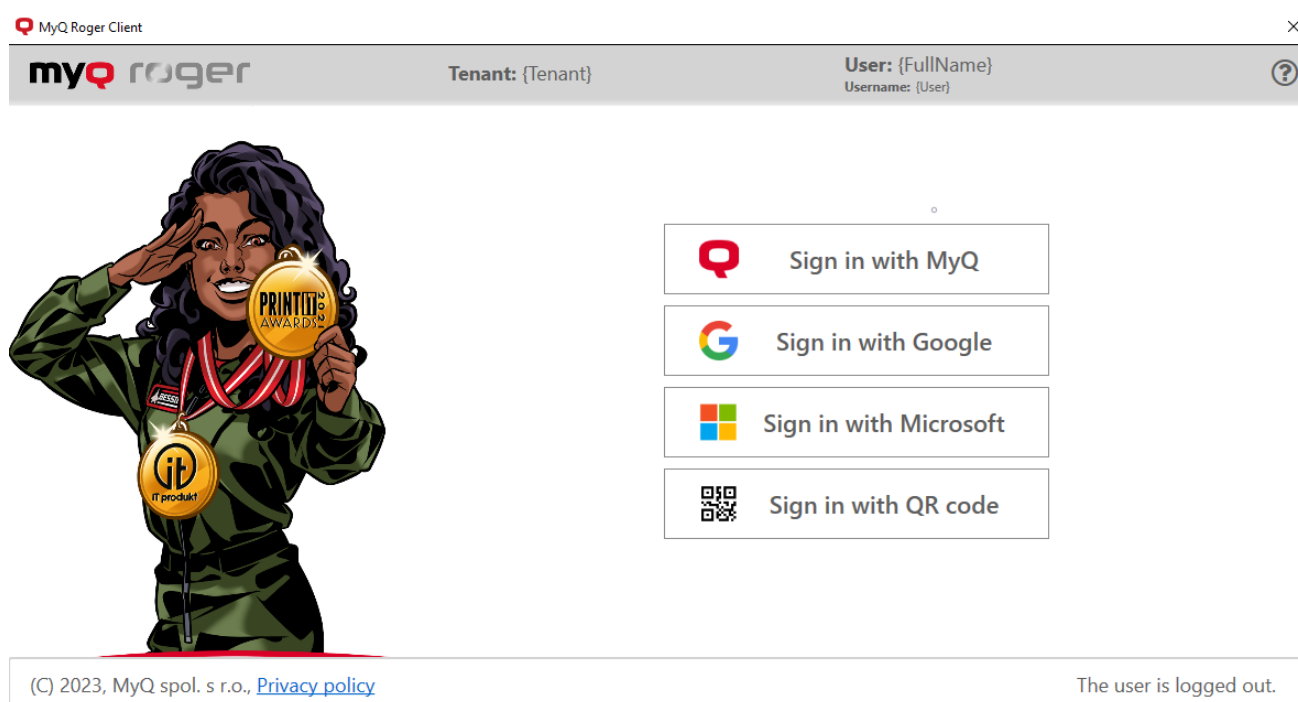 MyQ Roger Client
myQ roger
Tenant: {Tenant}
User: {FullName}
Username: {User}
Sign in with MyQ
Sign in with Google
Sign in with Microsoft
Sign in with QR code
PRINTIT 2021
AWARDS
it
IT produkt
(C) 2023, MyQ spol. s r.o., Privacy policy
The user is logged out.